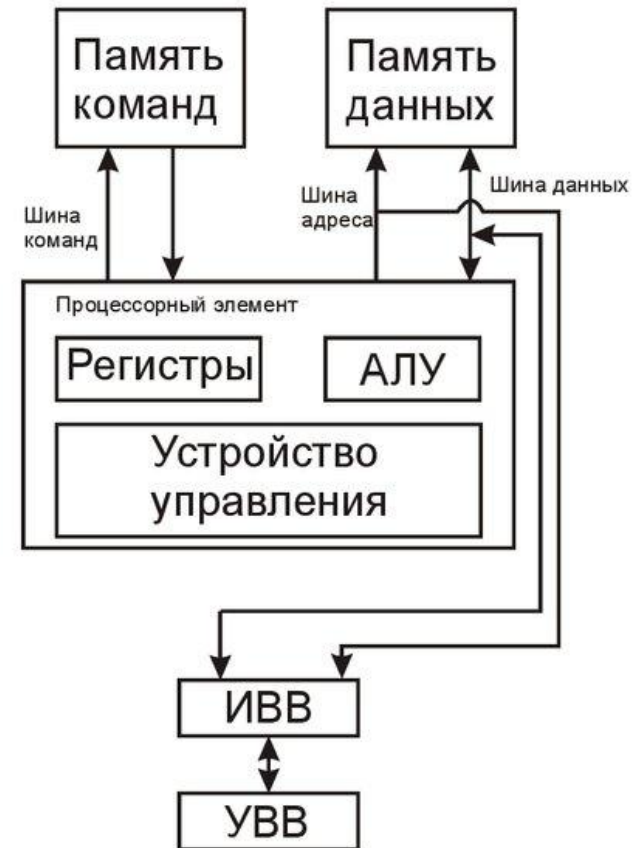 Память
команд
Память
данных
Шина
команд
Шина
адреса
Шина данных
Процессорный элемент
Регистры
АЛУ
Устройство
управления
ИВВ
УВВ